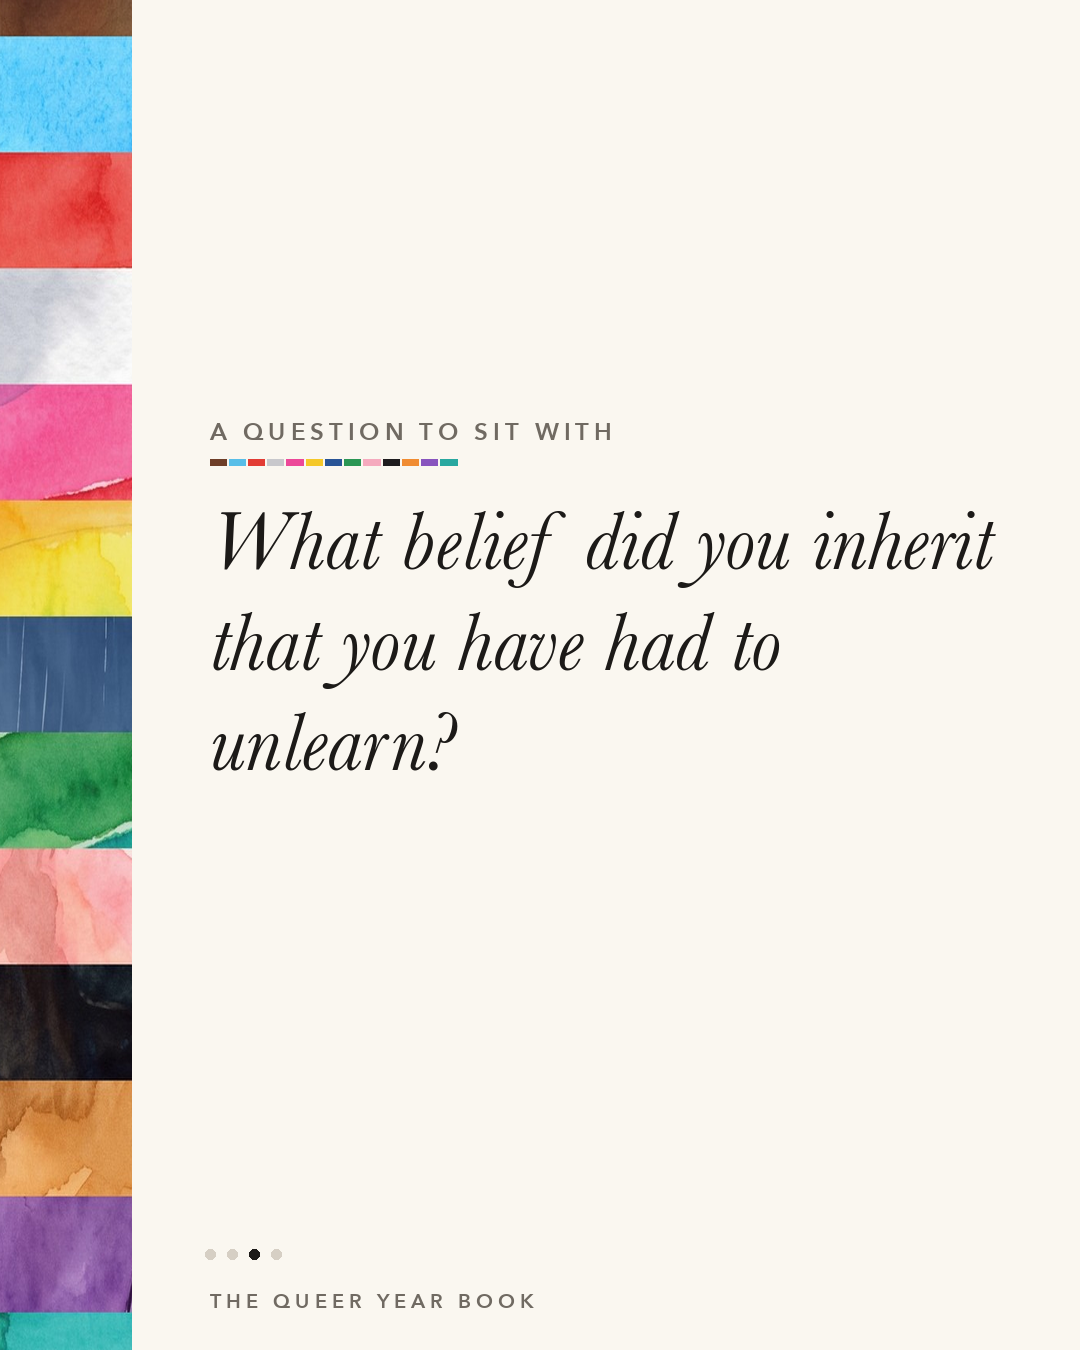 A QUESTION TO SIT WITH
What belief did you inherit
that you have had to
unlearn?
THE QUEER YEAR BOOK